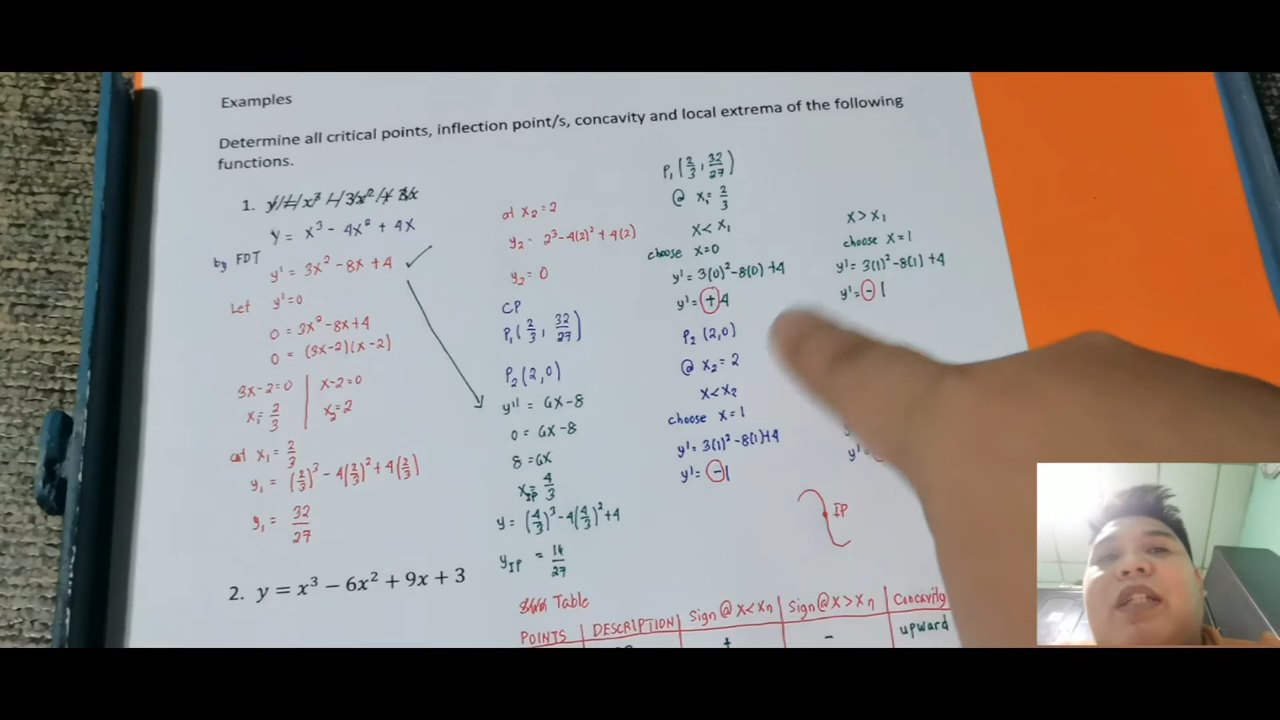 Examples
Determine all critical points, inflection point/s, concavity and local extrema of the following
functions.
1.
y = x³ - 4x² + 4x
by FDT
y' = 3x² - 8x + 4
Let y' = 0
0 = 3x² - 8x + 4
0 = (3x-2)(x-2)
3x-2=0 | x-2=0
x₁ = 2/3 | x₂ = 2
at x₁ = 2/3
y₁ = (2/3)³ - 4(2/3)² + 4(2/3)
y₁ = 32/27
2. y = x³ − 6x² + 9x + 3
at x₂ = 2
y₂ = 2³ - 4(2)² + 4(2)
y₂ = 0
CP
P₁(2/3, 32/27)
P₂(2,0)
y'' = 6x-8
0 = 6x-8
8 = 6x
x_IP = 4/3
y = (4/3)³ - 4(4/3)² + 4
y_IP = 16/27
Table
P₁(2/3, 32/27)
@ x₁ = 2/3
x < x₁
choose x=0
y' = 3(0)² - 8(0) + 4
y' = + 4
P₂(2,0)
@ x₂ = 2
x < x₂
choose x=1
y' = 3(1)² - 8(1) + 4
y' = - 1
x > x₁
choose x=1
y' = 3(1)² - 8(1) + 4
y' = - 1
y' =
IP
POINTS | DESCRIPTION | Sign @ x<xₙ | Sign @ x>xₙ | Concavity
+ | - | upward